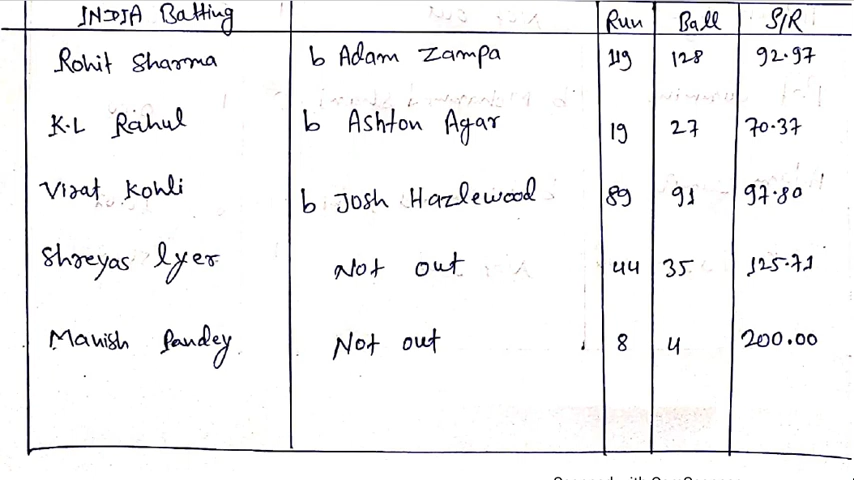 INDIA Batting Run Ball S/R
Rohit Sharma b Adam Zampa 119 128 92.97
K.L Rahul b Ashton Agar 19 27 70.37
Virat Kohli b Josh Hazlewood 89 91 97.80
Shreyas Iyer Not out 44 35 125.71
Manish Pandey Not out 8 4 200.00